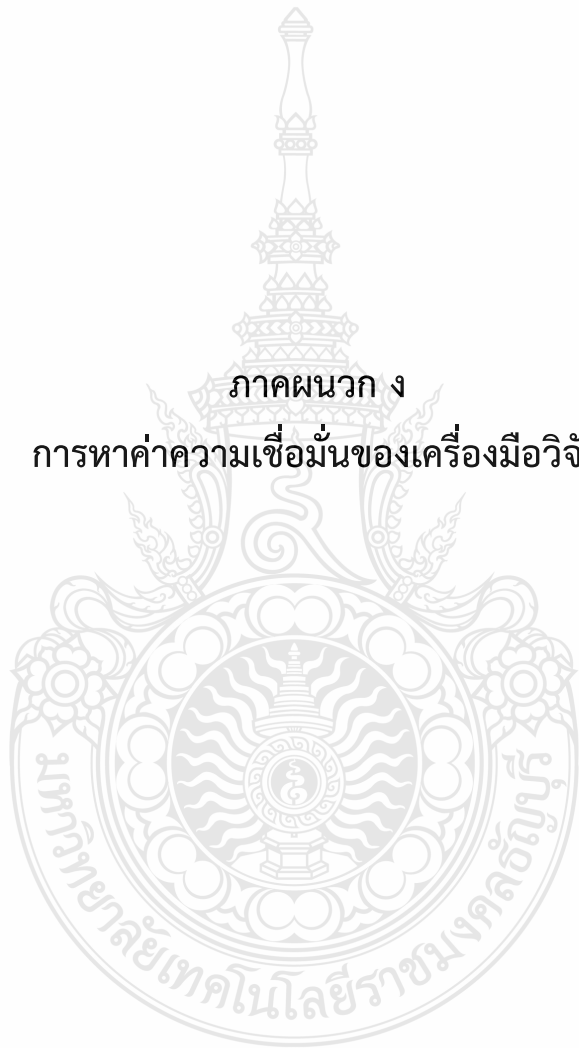 ภาคผนวก ง
การหาค่าความเชื่อมั่นของเครื่องมือวิจั
มหาวิทยาลัยเทคโนโลยีราชมงคลธัญบุรี